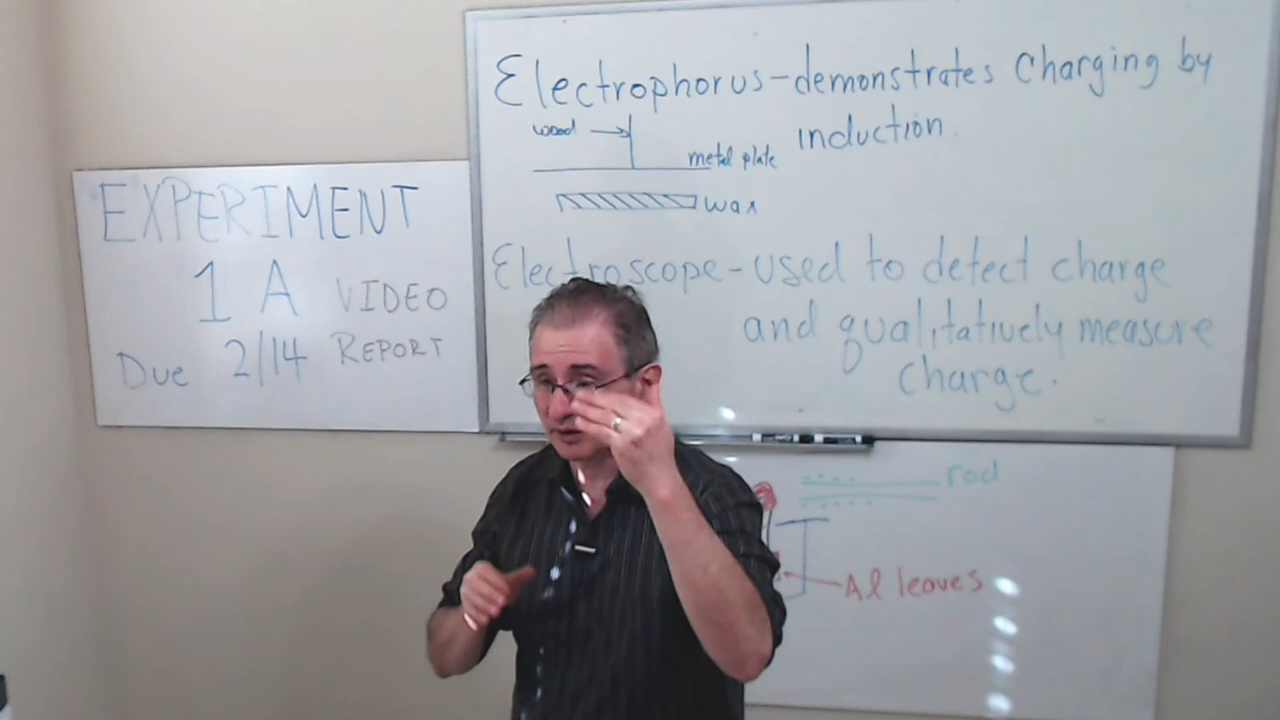 EXPERIMENT
1 A VIDEO
Due 2/14 REPORT
Electrophorus-demonstrates Charging by
induction.
wood
metal plate
wax
Electroscope-used to detect charge
and qualitatively measure
Charge.
rod
Al leaves